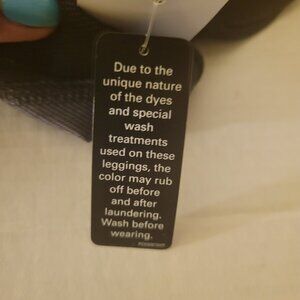 Due to the
unique nature
of the dyes
and special
wash
treatments
used on these
leggings, the
color may rub
off before
and after
laundering.
Wash before
wearing.